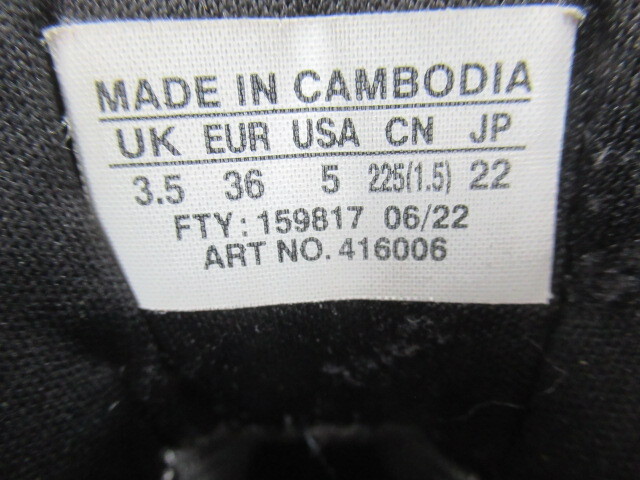 MADE IN CAMBODIA
UK EUR USA CN JP
3.5 36 5 225(1.5) 22
FTY: 159817 06/22
ART NO. 416006